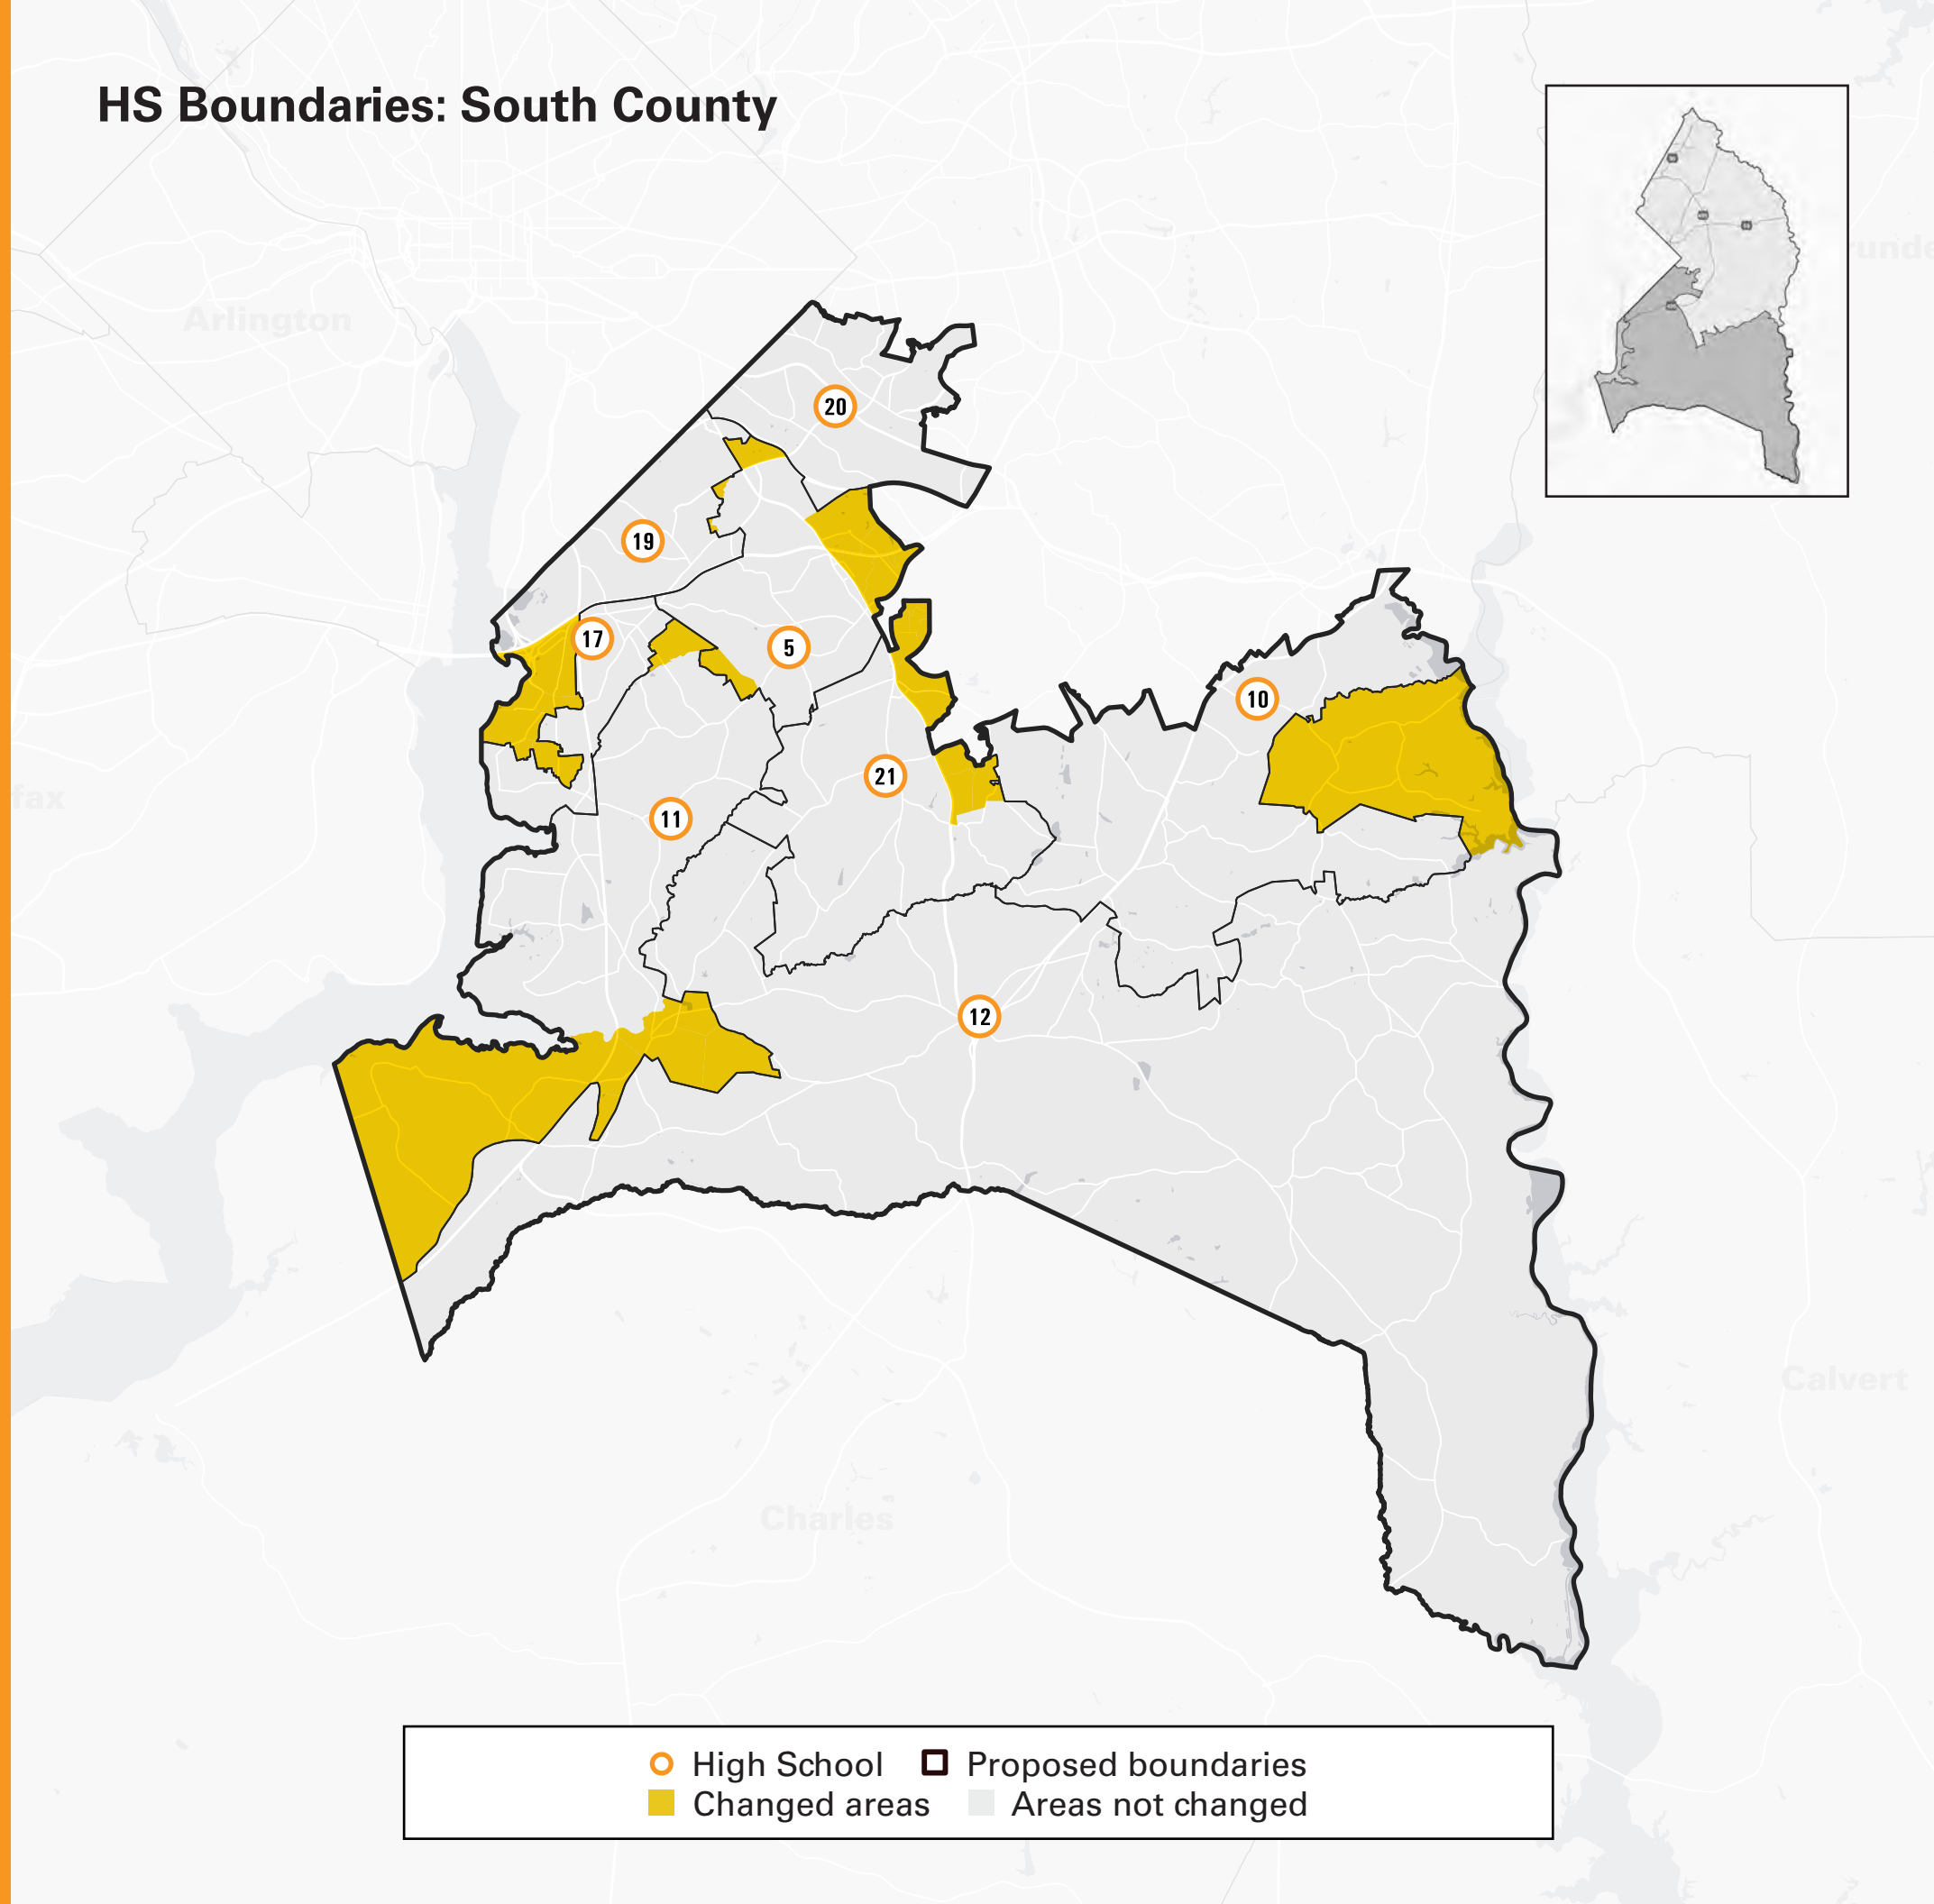 HS Boundaries: South County
Arlington
20
19
17
5
10
21
11
12
fax
Calvert
Charles
High School
Proposed boundaries
Changed areas
Areas not changed